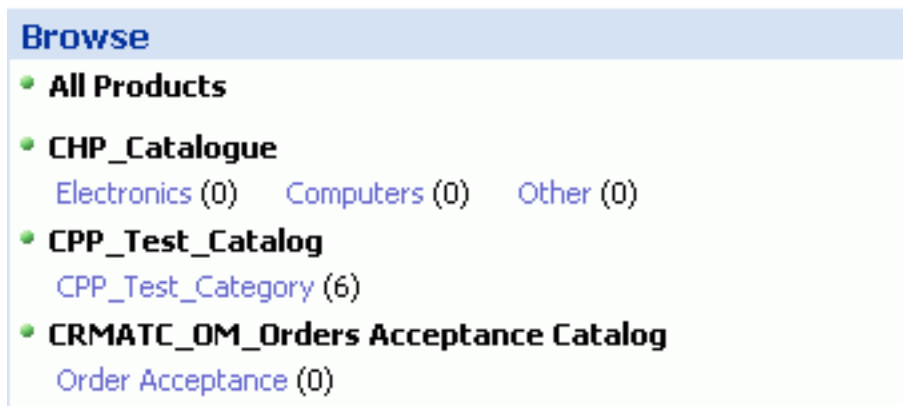 Browse
All Products
CHP_Catalogue
Electronics (0) Computers (0) Other (0)
CPP_Test_Catalog
CPP_Test_Category (6)
CRMATC_OM_Orders Acceptance Catalog
Order Acceptance (0)